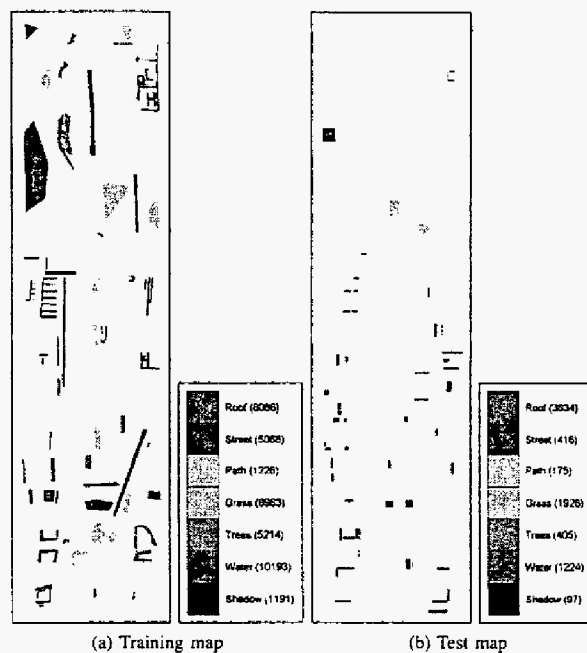 Roof (8086)
Street (5068)
Path (1226)
Grass (8963)
Trees (5214)
Water (10193)
Shadow (1191)
Roof (3834)
Street (416)
Path (175)
Grass (1926)
Trees (405)
Water (1224)
Shadow (97)
(a) Training map
(b) Test map